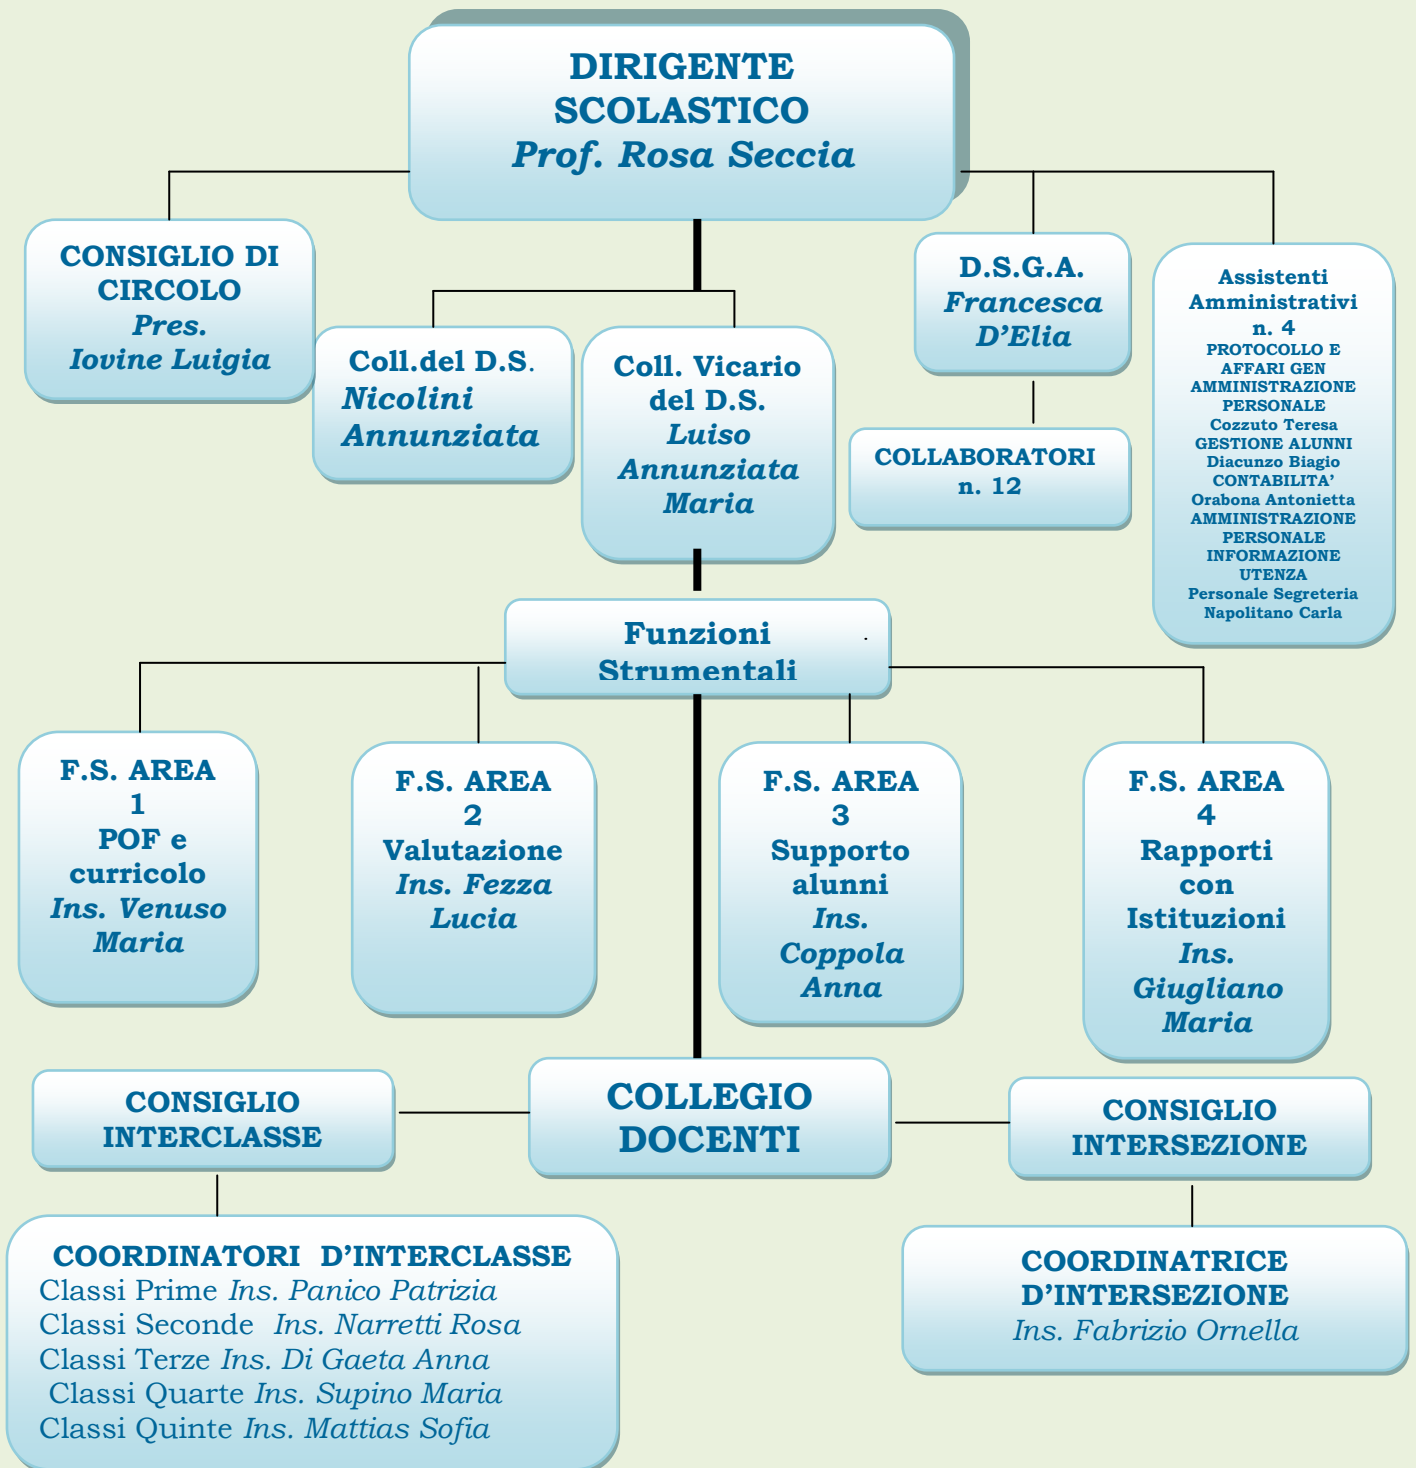 DIRIGENTE
SCOLASTICO
Prof. Rosa Seccia
CONSIGLIO DI
CIRCOLO
Pres.
Iovine Luigia
Coll.del D.S.
Nicolini
Annunziata
Coll. Vicario
del D.S.
Luiso
Annunziata
Maria
D.S.G.A.
Francesca
D'Elia
COLLABORATORI
n. 12
Assistenti
Amministrativi
n. 4
PROTOCOLLO E
AFFARI GEN
AMMINISTRAZIONE
PERSONALE
Cozzuto Teresa
GESTIONE ALUNNI
Diacunzo Biagio
CONTABILITA'
Orabona Antonietta
AMMINISTRAZIONE
PERSONALE
INFORMAZIONE
UTENZA
Personale Segreteria
Napolitano Carla
Funzioni
Strumentali
F.S. AREA
1
POF e
curricolo
Ins. Venuso
Maria
F.S. AREA
2
Valutazione
Ins. Fezza
Lucia
F.S. AREA
3
Supporto
alunni
Ins.
Coppola
Anna
F.S. AREA
4
Rapporti
con
Istituzioni
Ins.
Giugliano
Maria
CONSIGLIO
INTERCLASSE
COLLEGIO
DOCENTI
CONSIGLIO
INTERSEZIONE
COORDINATORI  D'INTERCLASSE
Classi Prime Ins. Panico Patrizia
Classi Seconde  Ins. Narretti Rosa
Classi Terze Ins. Di Gaeta Anna
Classi Quarte Ins. Supino Maria
Classi Quinte Ins. Mattias Sofia
COORDINATRICE
D'INTERSEZIONE
Ins. Fabrizio Ornella